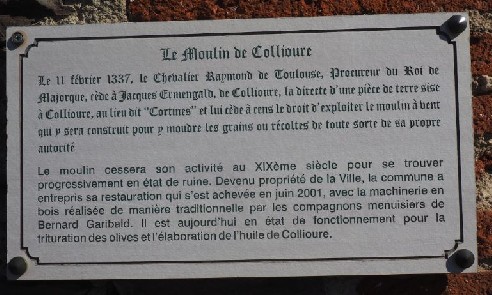 Le Moulin de Collioure
Le 11 février 1337, le Chevalier Raymond de Toulouse, Procureur du Roi de
Majorque, cède à Jacques Ermengald, de Collioure, la directe d'une pièce de terre sise
à Collioure, au lieu dit "Cortines" et lui cède à cens le droit d'exploiter le moulin à vent
qui y sera construit pour y moudre les grains ou récoltes de toute sorte de sa propre
autorité
Le moulin cessera son activité au XIXème siècle pour se trouver
progressivement en état de ruine. Devenu propriété de la Ville, la commune a
entrepris sa restauration qui s'est achevée en juin 2001, avec la machinerie en
bois réalisée de manière traditionnelle par les compagnons menuisiers de
Bernard Garibald. Il est aujourd'hui en état de fonctionnement pour la
trituration des olives et l'élaboration de l'huile de Collioure.